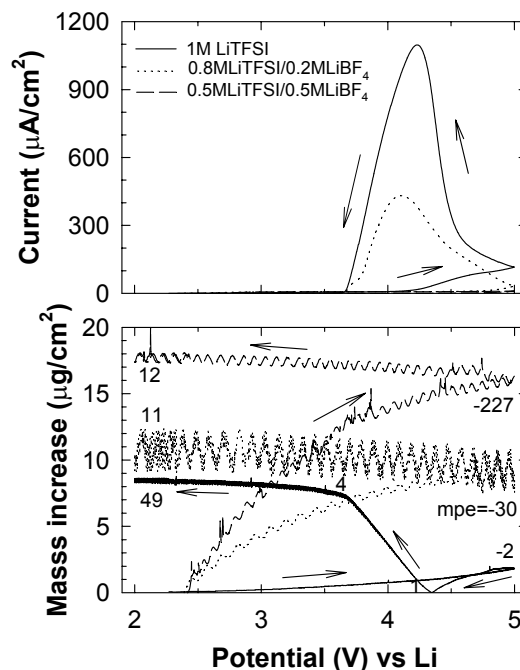 1M LiTFSI
0.8MLiTFSI/0.2MLiBF4
0.5MLiTFSI/0.5MLiBF4
Current (μA/cm2)
1200
900
600
300
0
Masss increase (μg/cm2)
20
15
10
5
0
12
-227
11
49
4
mpe=-30
-2
2
3
4
5
Potential (V) vs Li